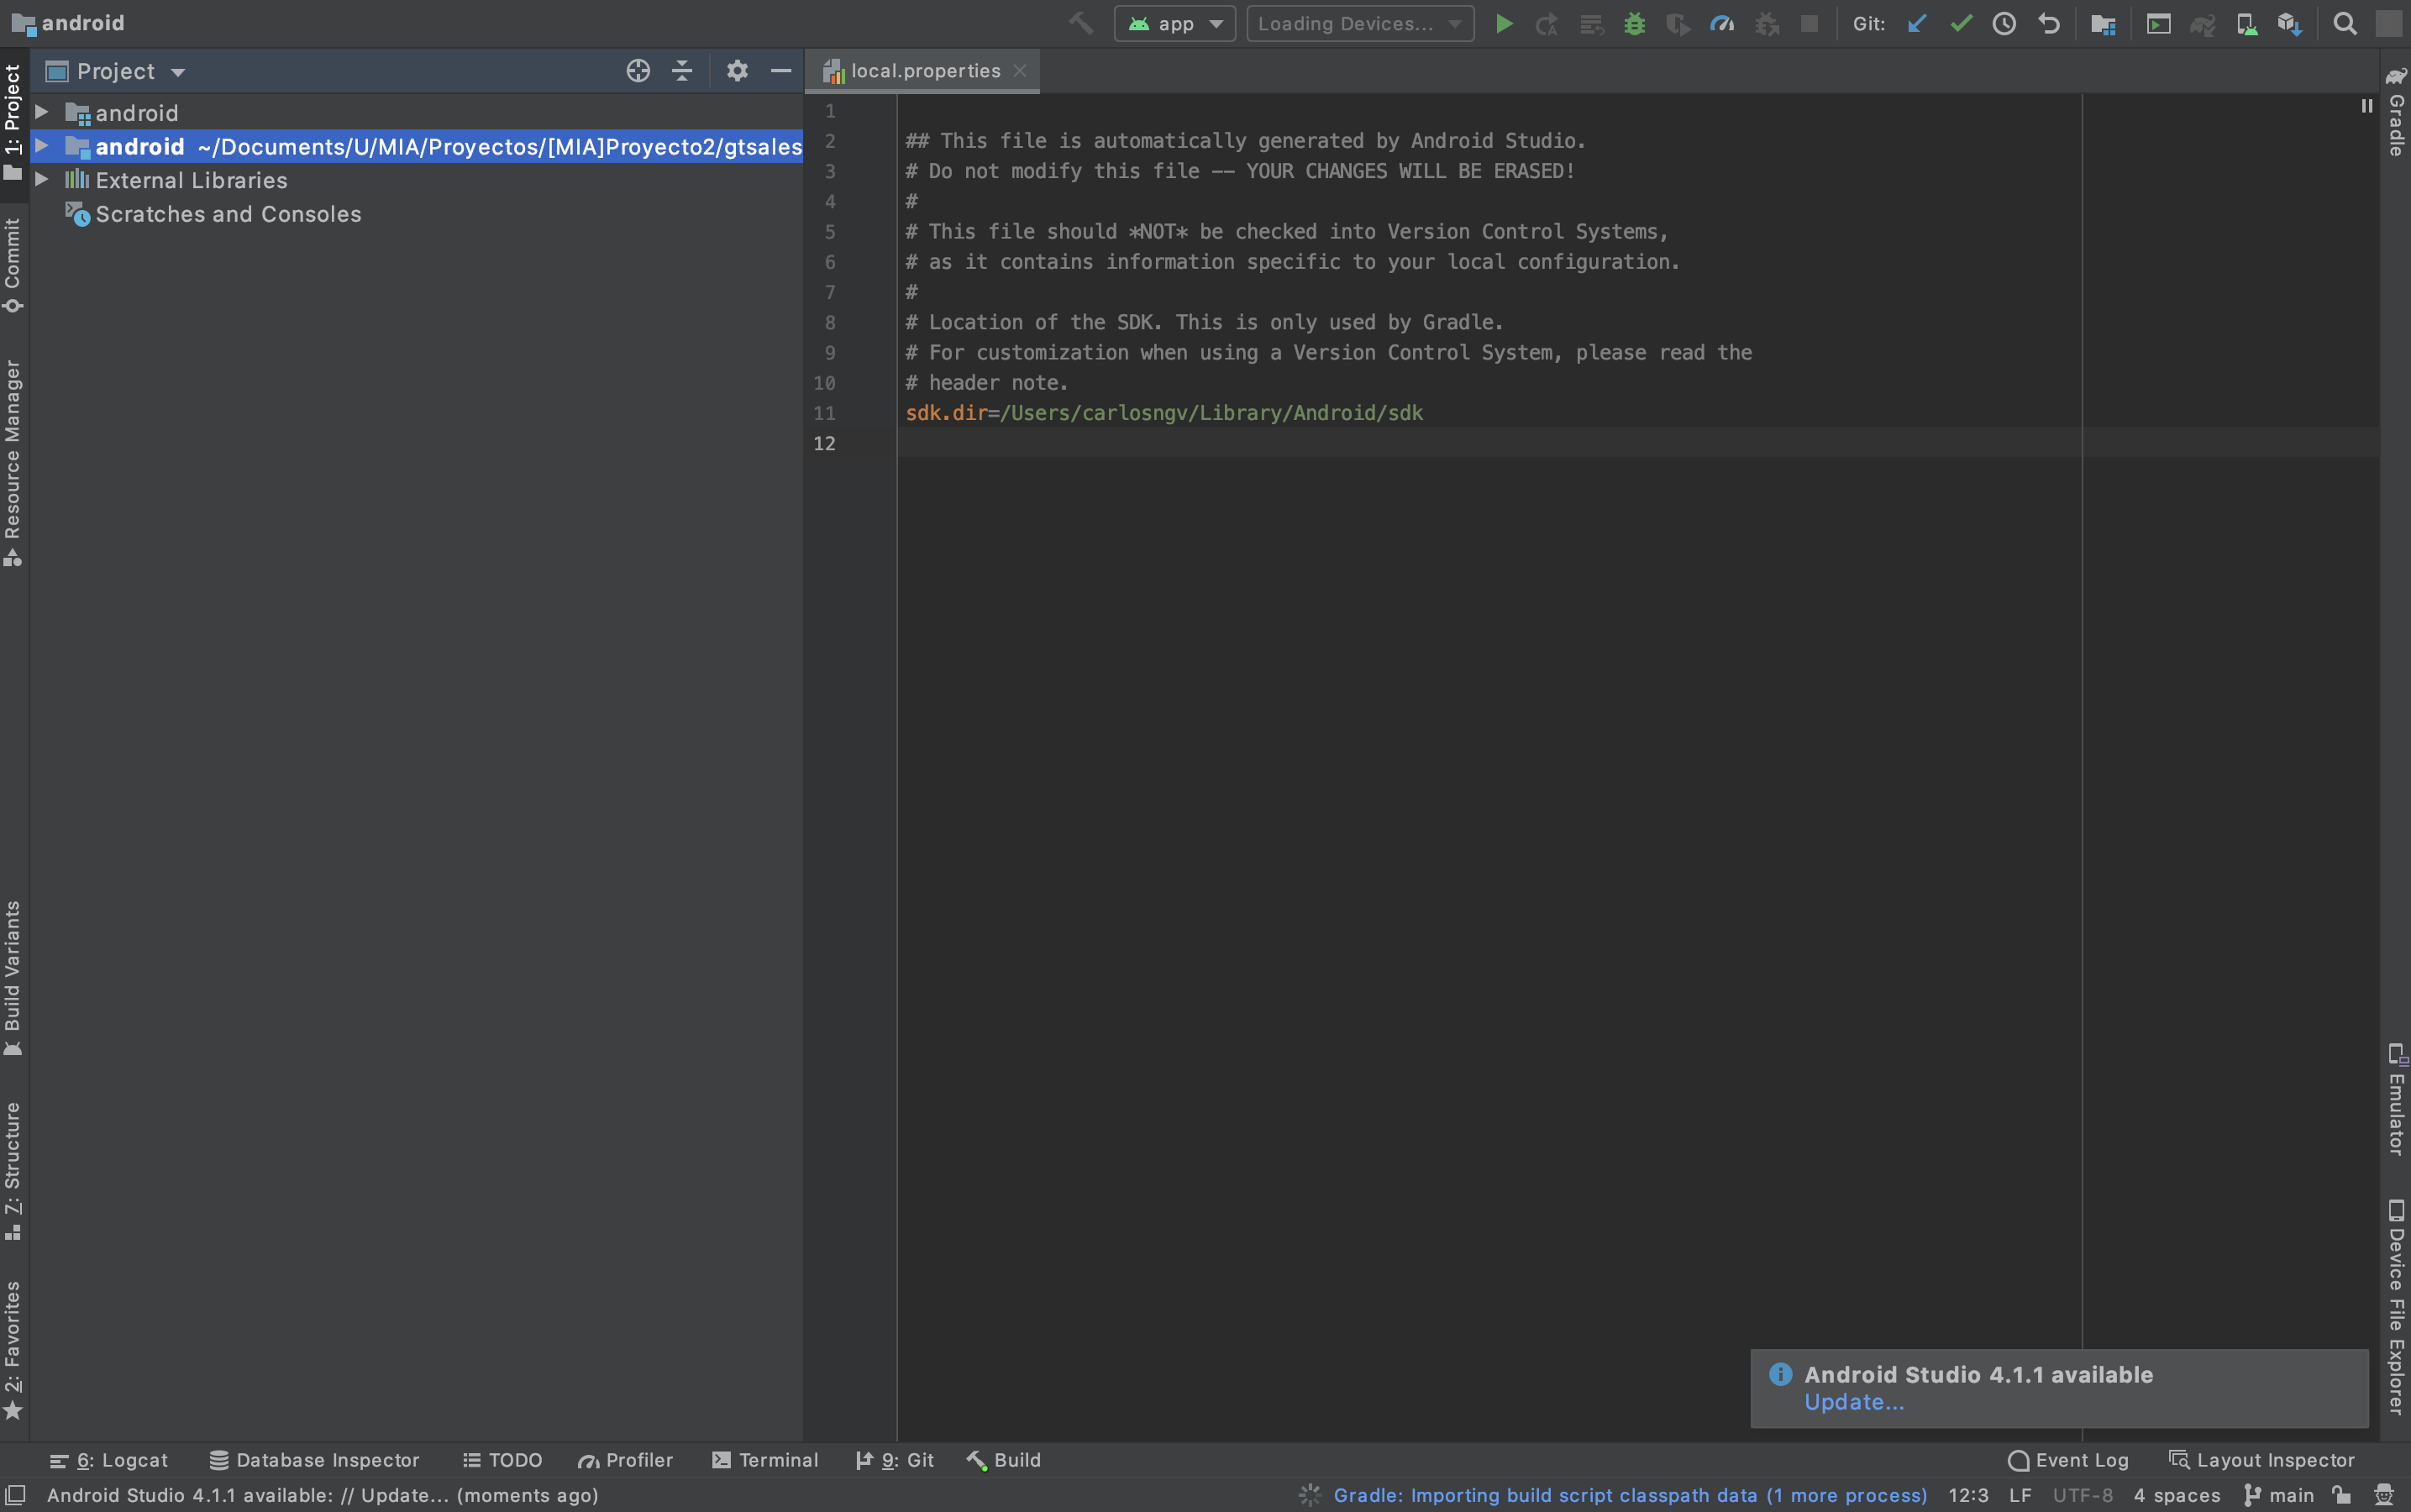 android
app
Loading Devices...
Git:
Project
local.properties
1: Project
Commit
Resource Manager
Build Variants
7: Structure
2: Favorites
android
android ~/Documents/U/MIA/Proyectos/[MIA]Proyecto2/gtsales
External Libraries
Scratches and Consoles
1
2 ## This file is automatically generated by Android Studio.
3 # Do not modify this file -- YOUR CHANGES WILL BE ERASED!
4 #
5 # This file should *NOT* be checked into Version Control Systems,
6 # as it contains information specific to your local configuration.
7 #
8 # Location of the SDK. This is only used by Gradle.
9 # For customization when using a Version Control System, please read the
10 # header note.
11 sdk.dir=/Users/carlosngv/Library/Android/sdk
12
Gradle
Emulator
Device File Explorer
Android Studio 4.1.1 available
Update...
6: Logcat Database Inspector TODO Profiler Terminal 9: Git Build Event Log Layout Inspector
Android Studio 4.1.1 available: // Update... (moments ago) Gradle: Importing build script classpath data (1 more process) 12:3 LF UTF-8 4 spaces main